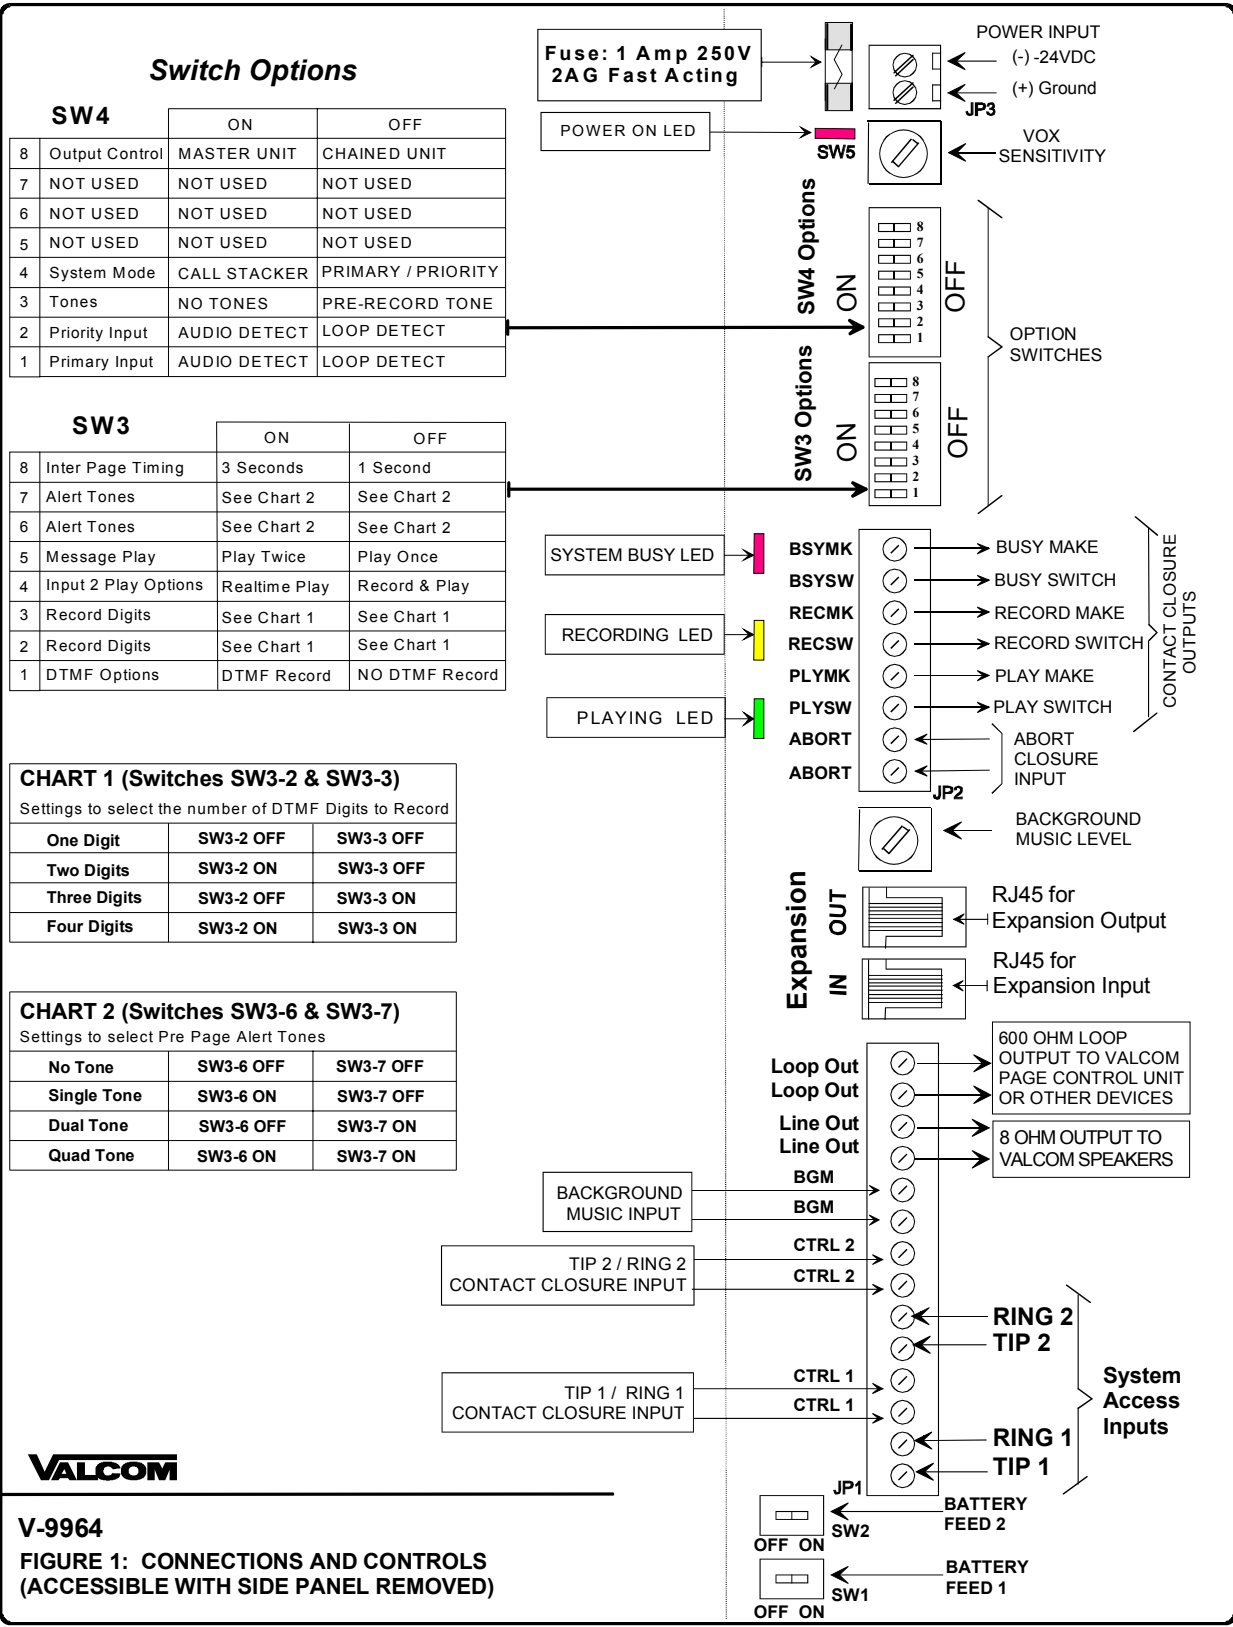 Switch Options
SW4
ON OFF
8 Output Control MASTER UNIT CHAINED UNIT
7 NOT USED NOT USED NOT USED
6 NOT USED NOT USED NOT USED
5 NOT USED NOT USED NOT USED
4 System Mode CALL STACKER PRIMARY / PRIORITY
3 Tones NO TONES PRE-RECORD TONE
2 Priority Input AUDIO DETECT LOOP DETECT
1 Primary Input AUDIO DETECT LOOP DETECT
SW3
ON OFF
8 Inter Page Timing 3 Seconds 1 Second
7 Alert Tones See Chart 2 See Chart 2
6 Alert Tones See Chart 2 See Chart 2
5 Message Play Play Twice Play Once
4 Input 2 Play Options Realtime Play Record & Play
3 Record Digits See Chart 1 See Chart 1
2 Record Digits See Chart 1 See Chart 1
1 DTMF Options DTMF Record NO DTMF Record
CHART 1 (Switches SW3-2 & SW3-3)
Settings to select the number of DTMF Digits to Record
One Digit SW3-2 OFF SW3-3 OFF
Two Digits SW3-2 ON SW3-3 OFF
Three Digits SW3-2 OFF SW3-3 ON
Four Digits SW3-2 ON SW3-3 ON
CHART 2 (Switches SW3-6 & SW3-7)
Settings to select Pre Page Alert Tones
No Tone SW3-6 OFF SW3-7 OFF
Single Tone SW3-6 ON SW3-7 OFF
Dual Tone SW3-6 OFF SW3-7 ON
Quad Tone SW3-6 ON SW3-7 ON
Fuse: 1 Amp 250V
2AG Fast Acting
POWER INPUT
(-) -24VDC
(+) Ground
JP3
POWER ON LED
SW5
VOX
SENSITIVITY
SW4 Options
ON
8
7
6
5
4
3
2
1
OFF
OPTION
SWITCHES
SW3 Options
ON
8
7
6
5
4
3
2
1
OFF
SYSTEM BUSY LED
RECORDING LED
PLAYING LED
BSYMK BUSY MAKE
BSYSW BUSY SWITCH
RECMK RECORD MAKE
RECSW RECORD SWITCH
PLYMK PLAY MAKE
PLYSW PLAY SWITCH
ABORT
ABORT
CONTACT CLOSURE
OUTPUTS
ABORT
CLOSURE
INPUT
JP2
BACKGROUND
MUSIC LEVEL
Expansion
OUT
IN
RJ45 for
Expansion Output
RJ45 for
Expansion Input
Loop Out
Loop Out
Line Out
Line Out
600 OHM LOOP
OUTPUT TO VALCOM
PAGE CONTROL UNIT
OR OTHER DEVICES
8 OHM OUTPUT TO
VALCOM SPEAKERS
BACKGROUND
MUSIC INPUT
BGM
BGM
TIP 2 / RING 2
CONTACT CLOSURE INPUT
CTRL 2
CTRL 2
RING 2
TIP 2
TIP 1 / RING 1
CONTACT CLOSURE INPUT
CTRL 1
CTRL 1
RING 1
TIP 1
System
Access
Inputs
JP1
BATTERY
FEED 2
SW2
OFF ON
BATTERY
FEED 1
SW1
OFF ON
VALCOM
V-9964
FIGURE 1: CONNECTIONS AND CONTROLS
(ACCESSIBLE WITH SIDE PANEL REMOVED)